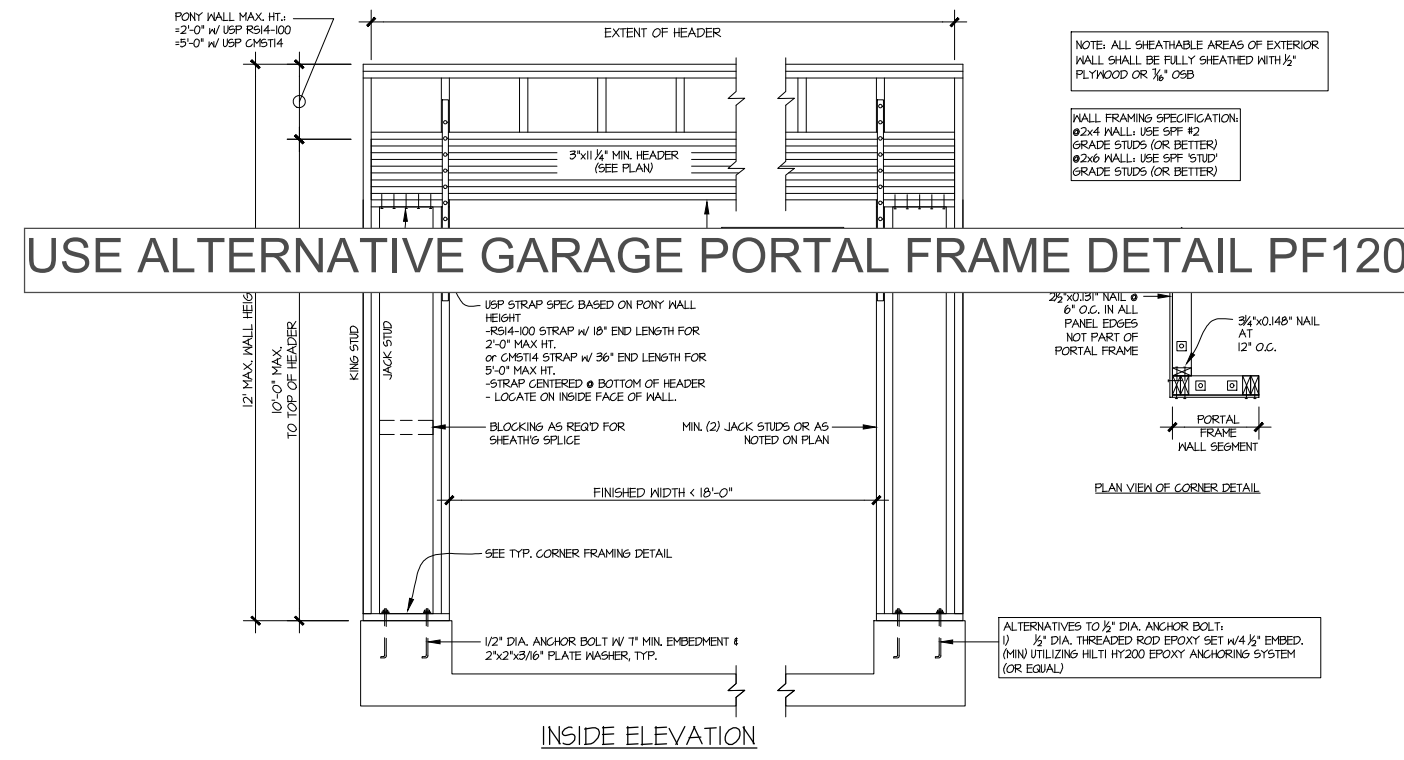 PONY WALL MAX. HT.:
=2'-0" W/ USP RS14-100
=5'-0" W/ USP CMST14
EXTENT OF HEADER
NOTE: ALL SHEATHABLE AREAS OF EXTERIOR
WALL SHALL BE FULLY SHEATHED WITH ½"
PLYWOOD OR 7/16" OSB
WALL FRAMING SPECIFICATION:
@2x4 WALL: USE SPF #2
GRADE STUDS (OR BETTER)
@2x6 WALL: USE SPF 'STUD'
GRADE STUDS (OR BETTER)
3"x11 ¼" MIN. HEADER
(SEE PLAN)
USE ALTERNATIVE GARAGE PORTAL FRAME DETAIL PF120
12' MAX. WALL HEIG
10'-0" MAX.
TO TOP OF HEADER
KING STUD
JACK STUD
USP STRAP SPEC BASED ON PONY WALL
HEIGHT
-RS14-100 STRAP W/ 18" END LENGTH FOR
2'-0" MAX HT.
or CMST14 STRAP W/ 36" END LENGTH FOR
5'-0" MAX HT.
-STRAP CENTERED @ BOTTOM OF HEADER
- LOCATE ON INSIDE FACE OF WALL.
2½"x0.131" NAIL @
6" O.C. IN ALL
PANEL EDGES
NOT PART OF
PORTAL FRAME
3¼"x0.148" NAIL
AT
12" O.C.
BLOCKING AS REQ'D FOR
SHEATH'G SPLICE
MIN. (2) JACK STUDS OR AS
NOTED ON PLAN
PORTAL
FRAME
WALL SEGMENT
PLAN VIEW OF CORNER DETAIL
FINISHED WIDTH < 18'-0"
SEE TYP. CORNER FRAMING DETAIL
1/2" DIA. ANCHOR BOLT W/ 7" MIN. EMBEDMENT &
2"x2"x3/16" PLATE WASHER, TYP.
ALTERNATIVES TO ½" DIA. ANCHOR BOLT:
1) ½" DIA. THREADED ROD EPOXY SET W/4 ½" EMBED.
(MIN) UTILIZING HILTI HY200 EPOXY ANCHORING SYSTEM
(OR EQUAL)
INSIDE ELEVATION